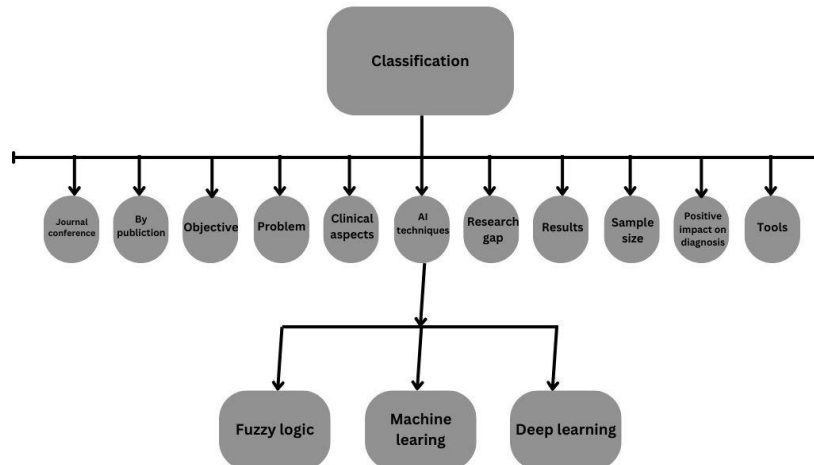 Classification
Journal
conference
By
publiction
Objective
Problem
Clinical
aspects
AI
techniques
Research
gap
Results
Sample
size
Positive
impact on
diagnosis
Tools
Fuzzy logic
Machine
learing
Deep learning